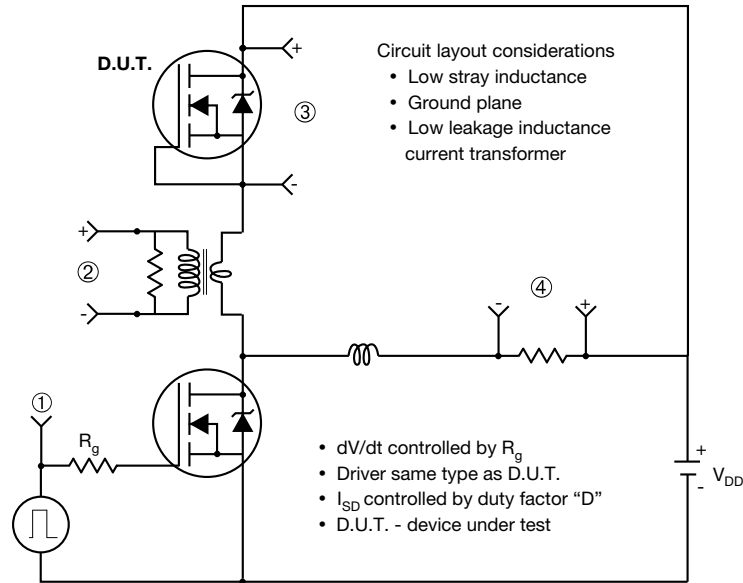 D.U.T.
+
③
-
Circuit layout considerations
• Low stray inductance
• Ground plane
• Low leakage inductance
current transformer
+
②
-
④
-
+
①
Rg
• dV/dt controlled by Rg
• Driver same type as D.U.T.
• ISD controlled by duty factor “D”
• D.U.T. - device under test
+
VDD
-